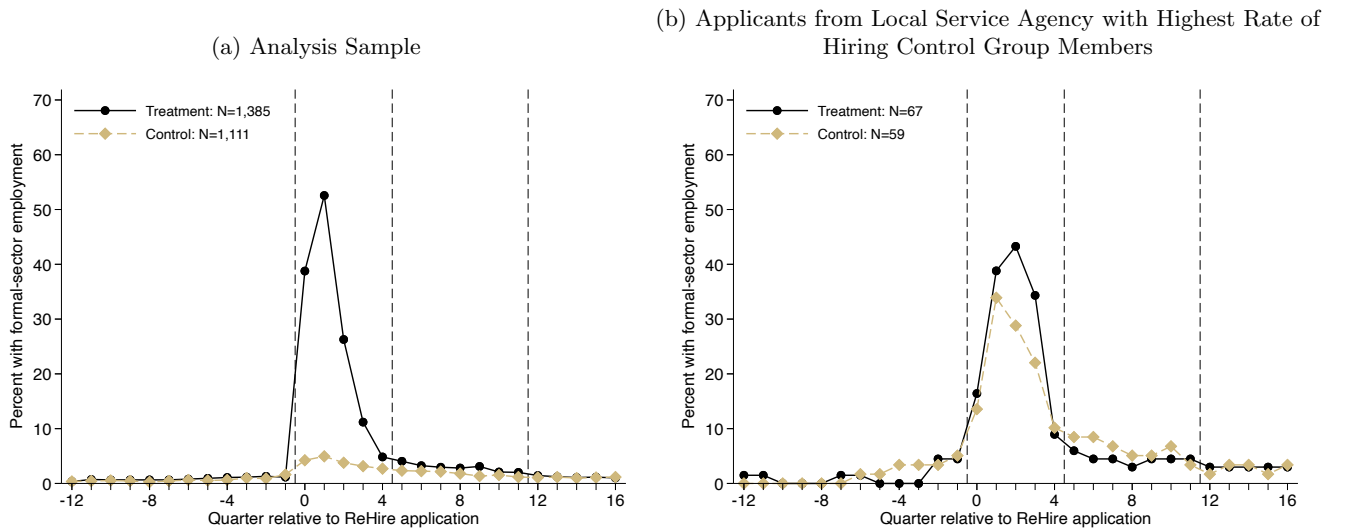 (a) Analysis Sample
70
60
50
40
30
20
10
0
Percent with formal-sector employment
Treatment: N=1,385
Control: N=1,111
-12 -8 -4 0 4 8 12 16
Quarter relative to ReHire application
(b) Applicants from Local Service Agency with Highest Rate of
Hiring Control Group Members
70
60
50
40
30
20
10
0
Percent with formal-sector employment
Treatment: N=67
Control: N=59
-12 -8 -4 0 4 8 12 16
Quarter relative to ReHire application